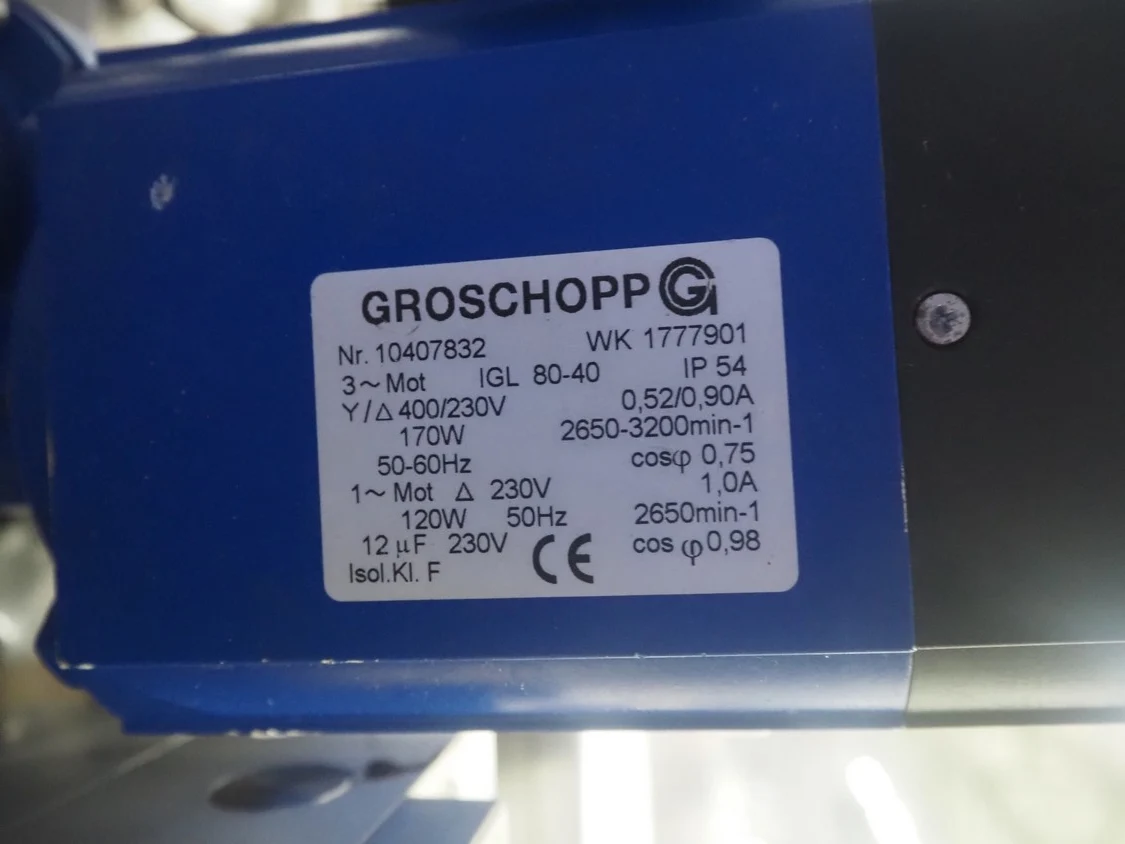 GROSCHOPP G
Nr. 10407832 WK 1777901
3~Mot IGL 80-40 IP 54
Y/Δ 400/230V 0,52/0,90A
170W 2650-3200min-1
50-60Hz cosφ 0,75
1~ Mot Δ 230V 1,0A
120W 50Hz 2650min-1
12 µF 230V CE cos φ 0,98
Isol.Kl. F